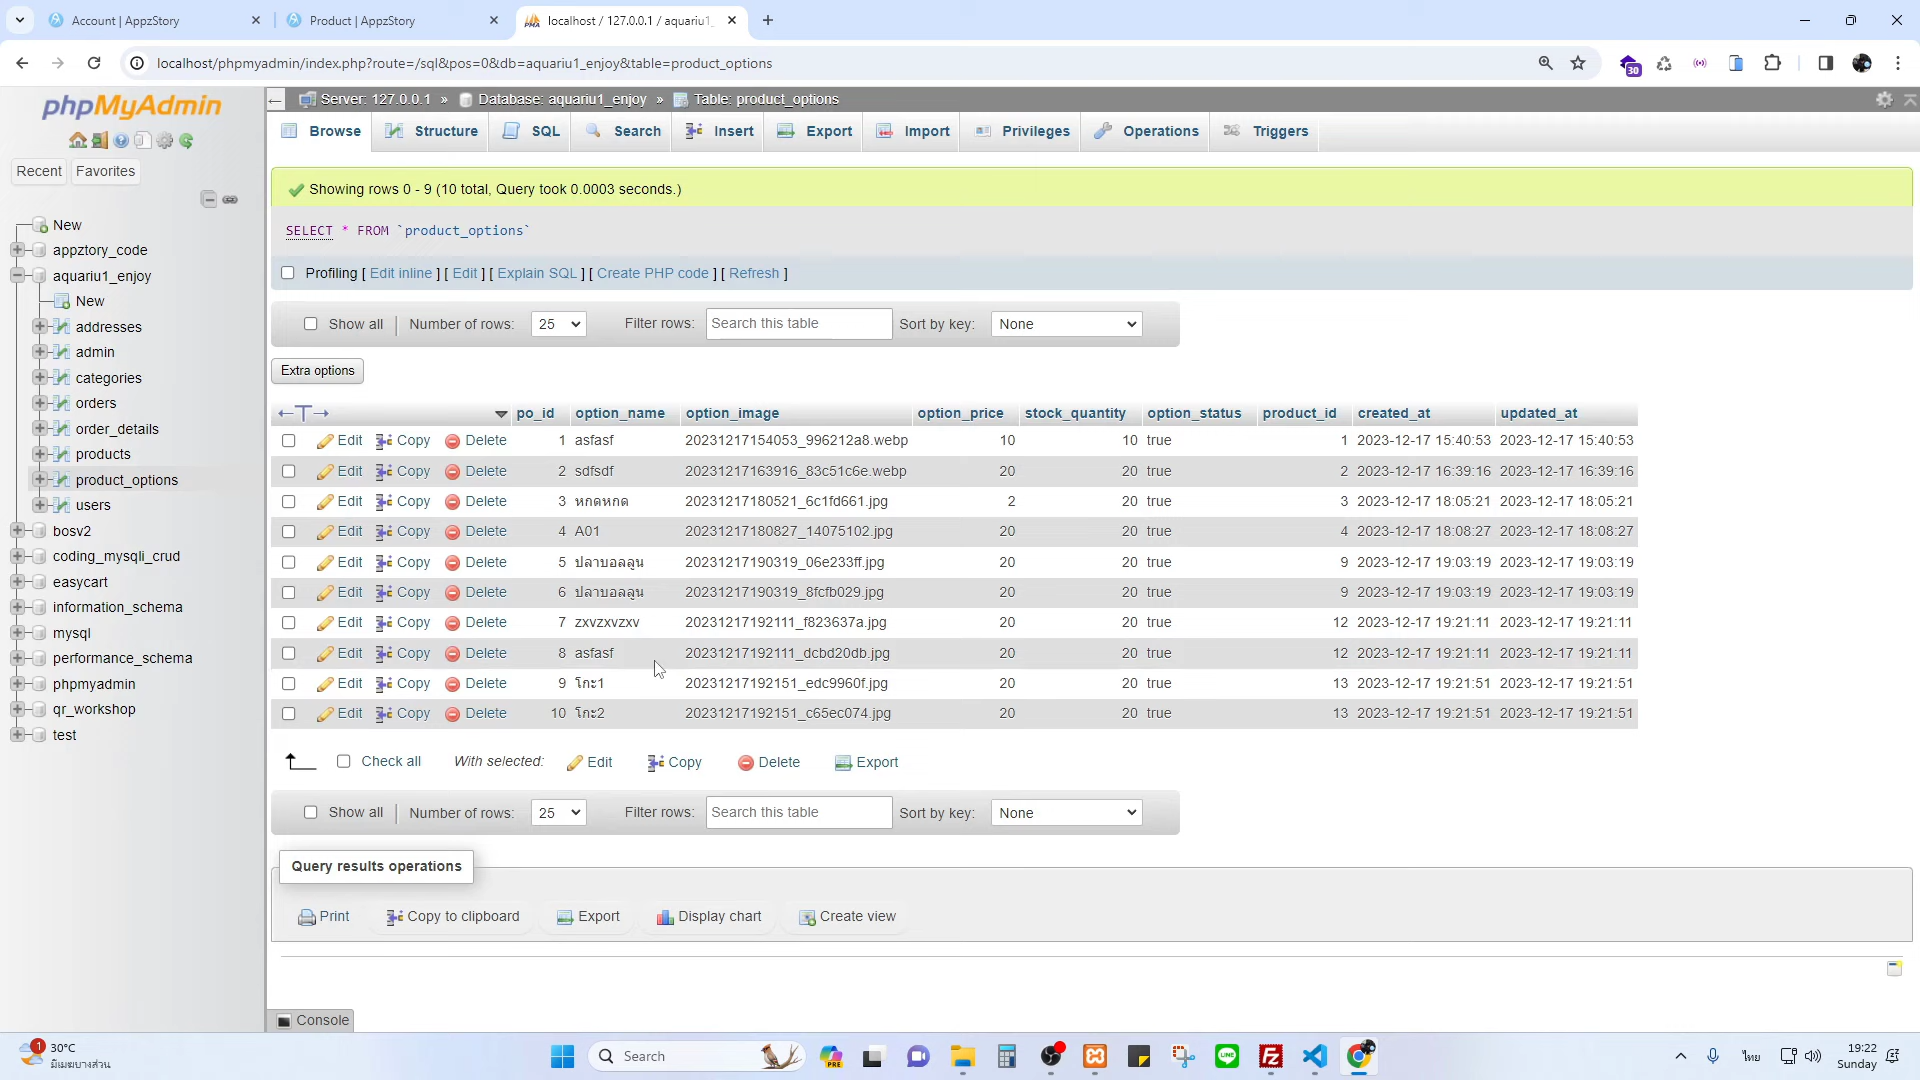 Account | AppzStory
Product | AppzStory
localhost / 127.0.0.1 / aquariu1_
localhost/phpmyadmin/index.php?route=/sql&pos=0&db=aquariu1_enjoy&table=product_options
30
phpMyAdmin
Server: 127.0.0.1 » Database: aquariu1_enjoy » Table: product_options
Browse Structure SQL Search Insert Export Import Privileges Operations Triggers
Recent Favorites
New
appztory_code
aquariu1_enjoy
New
addresses
admin
categories
orders
order_details
products
product_options
users
bosv2
coding_mysqli_crud
easycart
information_schema
mysql
performance_schema
phpmyadmin
qr_workshop
test
Showing rows 0 - 9 (10 total, Query took 0.0003 seconds.)
SELECT * FROM `product_options`
Profiling [ Edit inline ] [ Edit ] [ Explain SQL ] [ Create PHP code ] [ Refresh ]
Show all Number of rows: 25 Filter rows: Search this table Sort by key: None
Extra options
po_id option_name option_image option_price stock_quantity option_status product_id created_at updated_at
Edit Copy Delete 1 asfasf 20231217154053_996212a8.webp 10 10 true 1 2023-12-17 15:40:53 2023-12-17 15:40:53
Edit Copy Delete 2 sdfsdf 20231217163916_83c51c6e.webp 20 20 true 2 2023-12-17 16:39:16 2023-12-17 16:39:16
Edit Copy Delete 3 หกดหกด 20231217180521_6c1fd661.jpg 2 20 true 3 2023-12-17 18:05:21 2023-12-17 18:05:21
Edit Copy Delete 4 A01 20231217180827_14075102.jpg 20 20 true 4 2023-12-17 18:08:27 2023-12-17 18:08:27
Edit Copy Delete 5 ปลาบอลลูน 20231217190319_06e233ff.jpg 20 20 true 9 2023-12-17 19:03:19 2023-12-17 19:03:19
Edit Copy Delete 6 ปลาบอลลูน 20231217190319_8fcfb029.jpg 20 20 true 9 2023-12-17 19:03:19 2023-12-17 19:03:19
Edit Copy Delete 7 zxvzxvzxv 20231217192111_f823637a.jpg 20 20 true 12 2023-12-17 19:21:11 2023-12-17 19:21:11
Edit Copy Delete 8 asfasf 20231217192111_dcbd20db.jpg 20 20 true 12 2023-12-17 19:21:11 2023-12-17 19:21:11
Edit Copy Delete 9 โกะ1 20231217192151_edc9960f.jpg 20 20 true 13 2023-12-17 19:21:51 2023-12-17 19:21:51
Edit Copy Delete 10 โกะ2 20231217192151_c65ec074.jpg 20 20 true 13 2023-12-17 19:21:51 2023-12-17 19:21:51
Check all With selected: Edit Copy Delete Export
Show all Number of rows: 25 Filter rows: Search this table Sort by key: None
Query results operations
Print Copy to clipboard Export Display chart Create view
Console
1
30°C
มีเมฆบางส่วน
Search
PRE
LINE
ไทย
19:22
Sunday